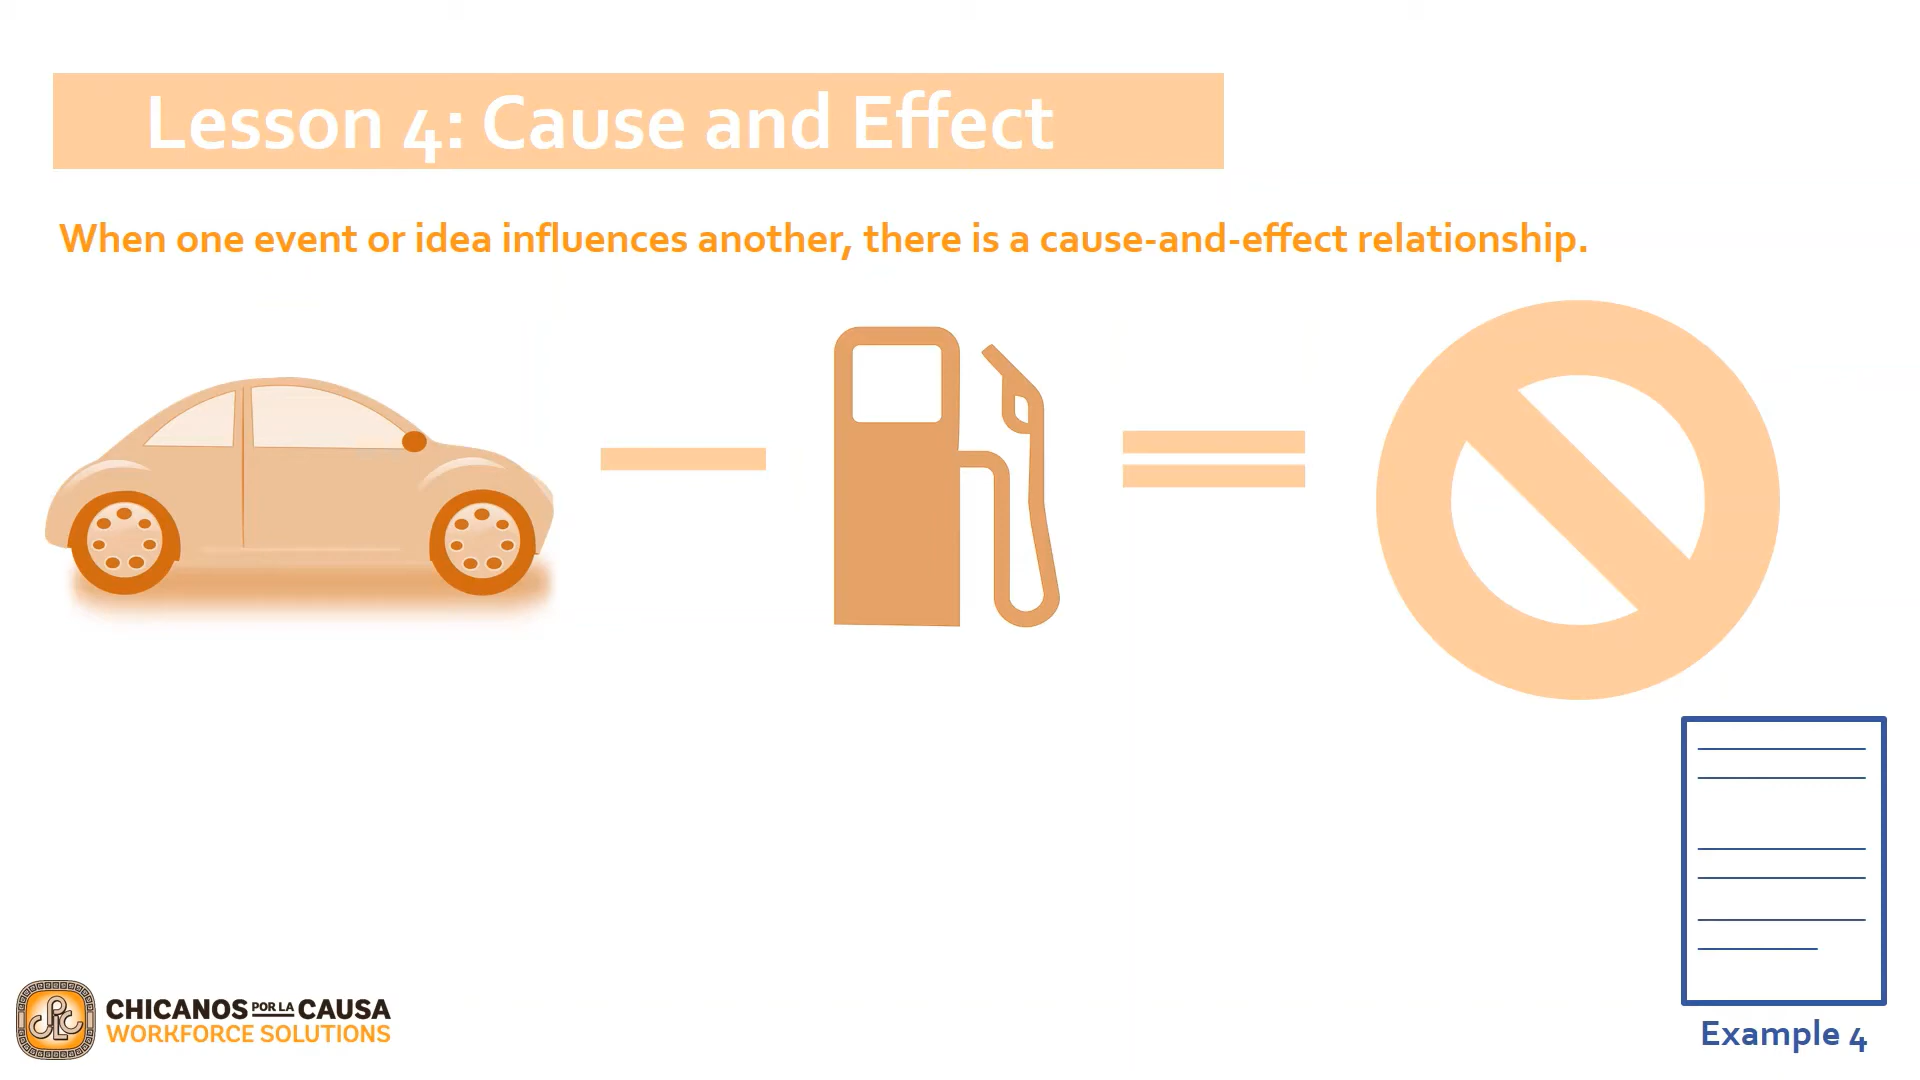 Lesson 4: Cause and Effect
When one event or idea influences another, there is a cause-and-effect relationship.
CHICANOS POR LA CAUSA
WORKFORCE SOLUTIONS
Example 4